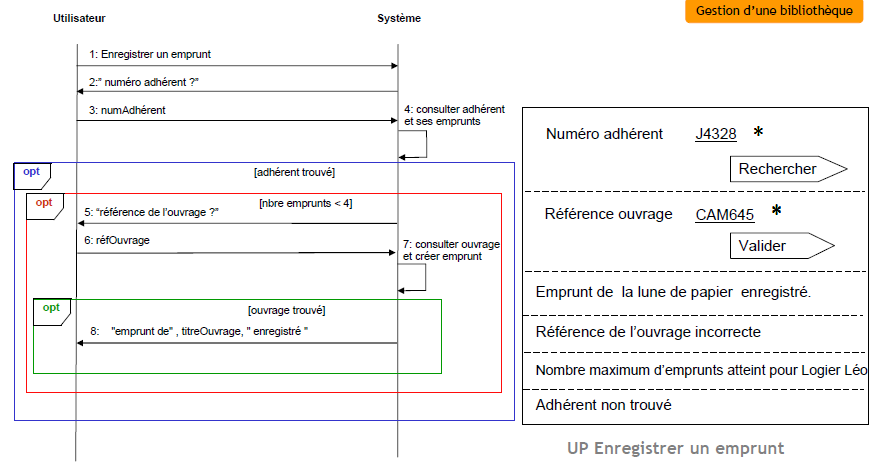 Gestion d'une bibliothèque
Utilisateur
Système
1: Enregistrer un emprunt
2:" numéro adhérent ?"
3: numAdhérent
4: consulter adhérent
et ses emprunts
opt
[adhérent trouvé]
opt
[nbre emprunts < 4]
5: "référence de l'ouvrage ?"
6: réfOuvrage
7: consulter ouvrage
et créer emprunt
opt
[ouvrage trouvé]
8: "emprunt de" , titreOuvrage, " enregistré "
Numéro adhérent J4328 *
Rechercher
Référence ouvrage CAM645 *
Valider
Emprunt de la lune de papier enregistré.
Référence de l'ouvrage incorrecte
Nombre maximum d'emprunts atteint pour Logier Léo
Adhérent non trouvé
UP Enregistrer un emprunt